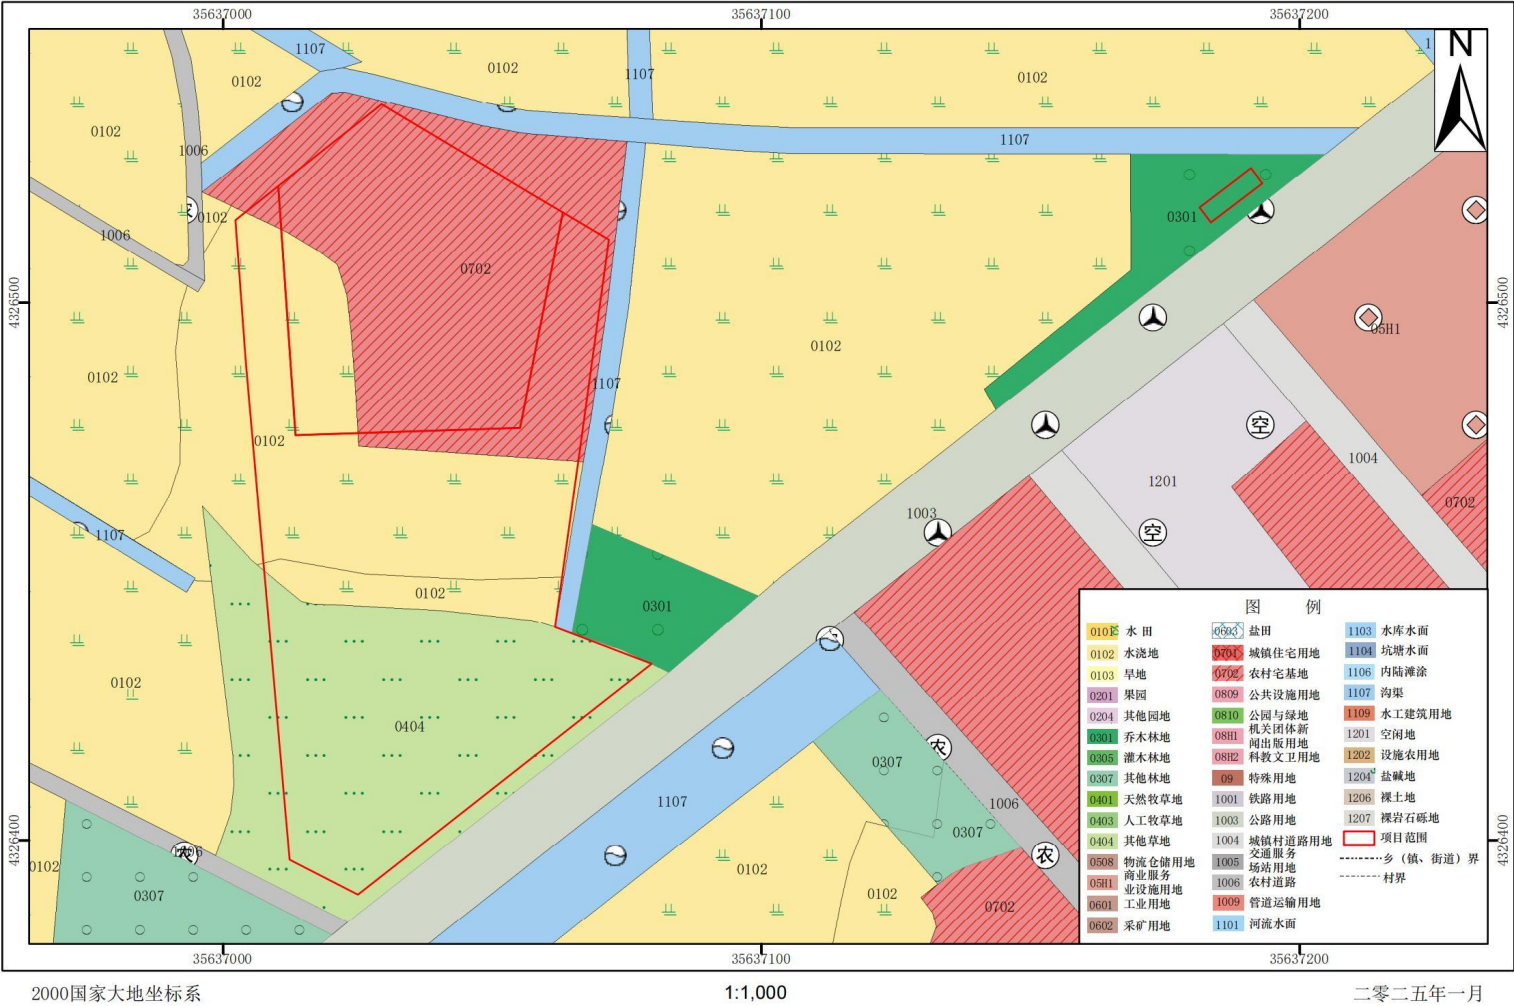 35637000 35637100 35637200
1107
0102
1107
0102
0102
N
0102
1107
1006
0102
0301
1006
0702
4326500
4326500
0102
05H1
0102
1107
0102
1004
1201
0702
1003
1107
0102
0301
0102
0404
0307
1107
1006
0307
4326400
4326400
0102
0102
0102
0307
0702
空
空
农
农
农
图 例
0101 水田
0102 水浇地
0103 旱地
0201 果园
0204 其他园地
0301 乔木林地
0305 灌木林地
0307 其他林地
0401 天然牧草地
0403 人工牧草地
0404 其他草地
0508 物流仓储用地
05H1 商业服务
业设施用地
0601 工业用地
0602 采矿用地
0603 盐田
0701 城镇住宅用地
0702 农村宅基地
0809 公共设施用地
0810 公园与绿地
08H1 机关团体新
闻出版用地
08H2 科教文卫用地
09 特殊用地
1001 铁路用地
1003 公路用地
1004 城镇村道路用地
1005 交通服务
场站用地
1006 农村道路
1009 管道运输用地
1101 河流水面
1103 水库水面
1104 坑塘水面
1106 内陆滩涂
1107 沟渠
1109 水工建筑用地
1201 空闲地
1202 设施农用地
1204 盐碱地
1206 裸土地
1207 裸岩石砾地
项目范围
乡（镇、街道）界
村界
35637000 35637100 35637200
2000国家大地坐标系
1:1,000
二零二五年一月